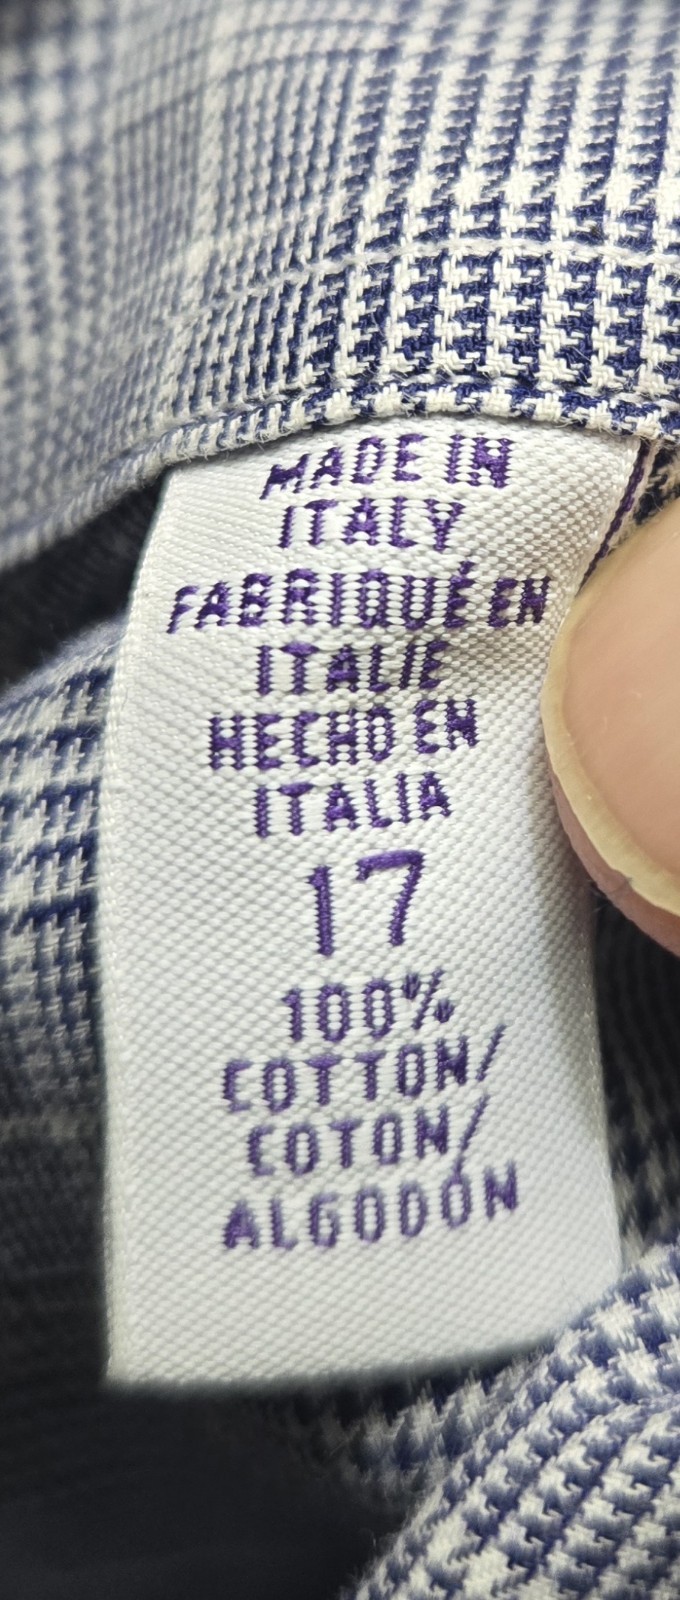 MADE IN
ITALY
FABRIQUÉ EN
ITALIE
HECHO EN
ITALIA
17
100%
COTTON/
COTON/
ALGODÓN